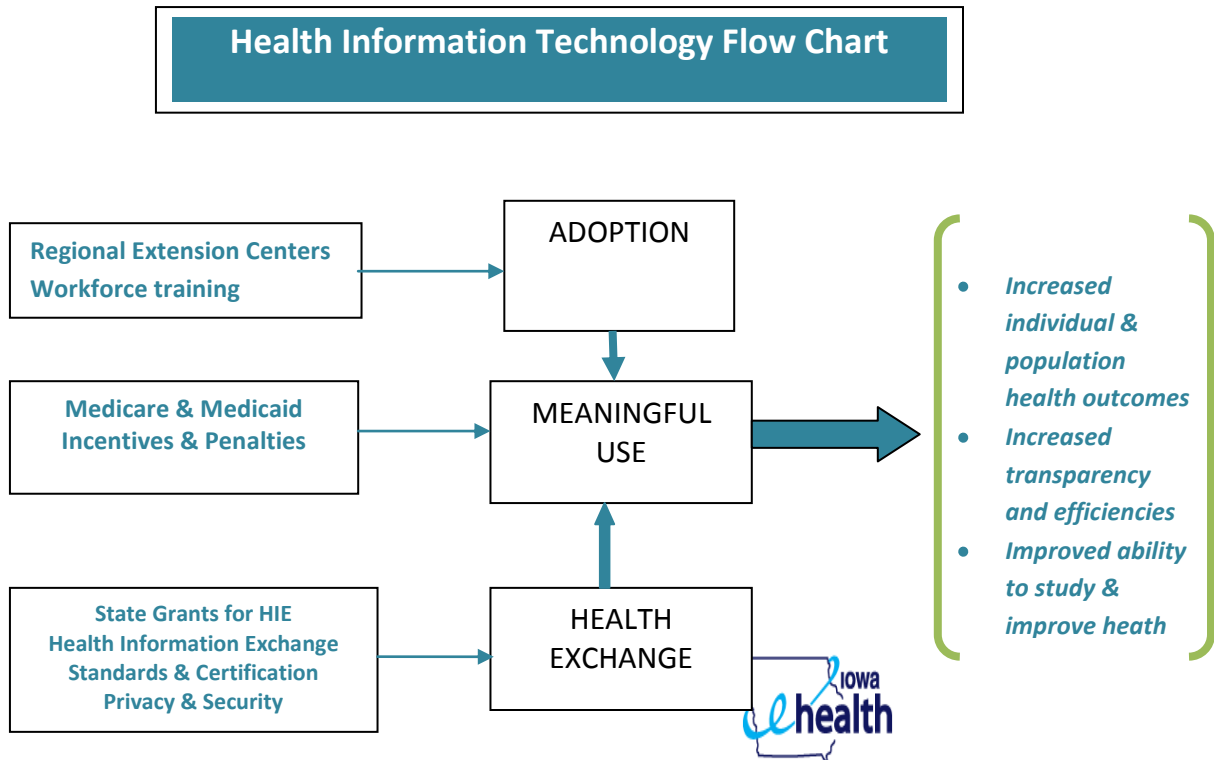 Health Information Technology Flow Chart
Regional Extension Centers
Workforce training
ADOPTION
Medicare & Medicaid
Incentives & Penalties
MEANINGFUL
USE
State Grants for HIE
Health Information Exchange
Standards & Certification
Privacy & Security
HEALTH
EXCHANGE
IOWA
ehealth
• Increased
individual &
population
health outcomes
• Increased
transparency
and efficiencies
• Improved ability
to study &
improve heath